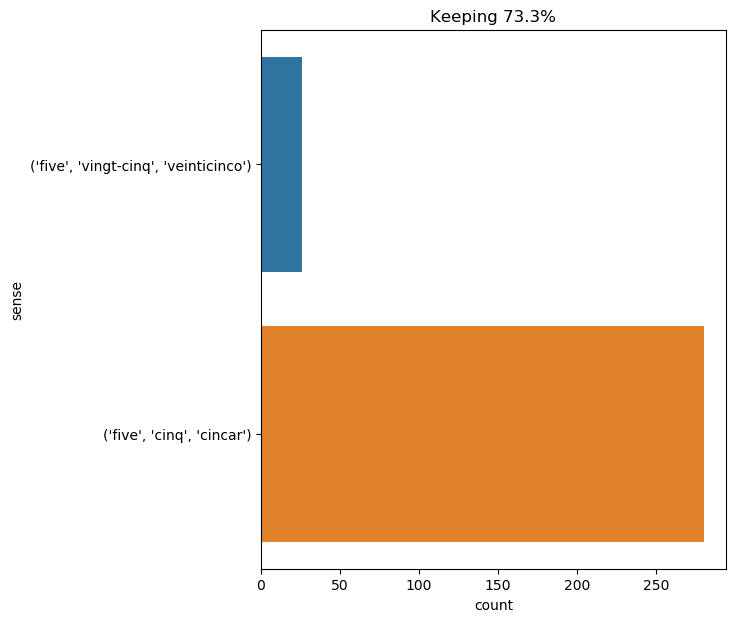 Keeping 73.3%
('five', 'vingt-cinq', 'veinticinco')
sense
('five', 'cinq', 'cincar')
0 50 100 150 200 250
count